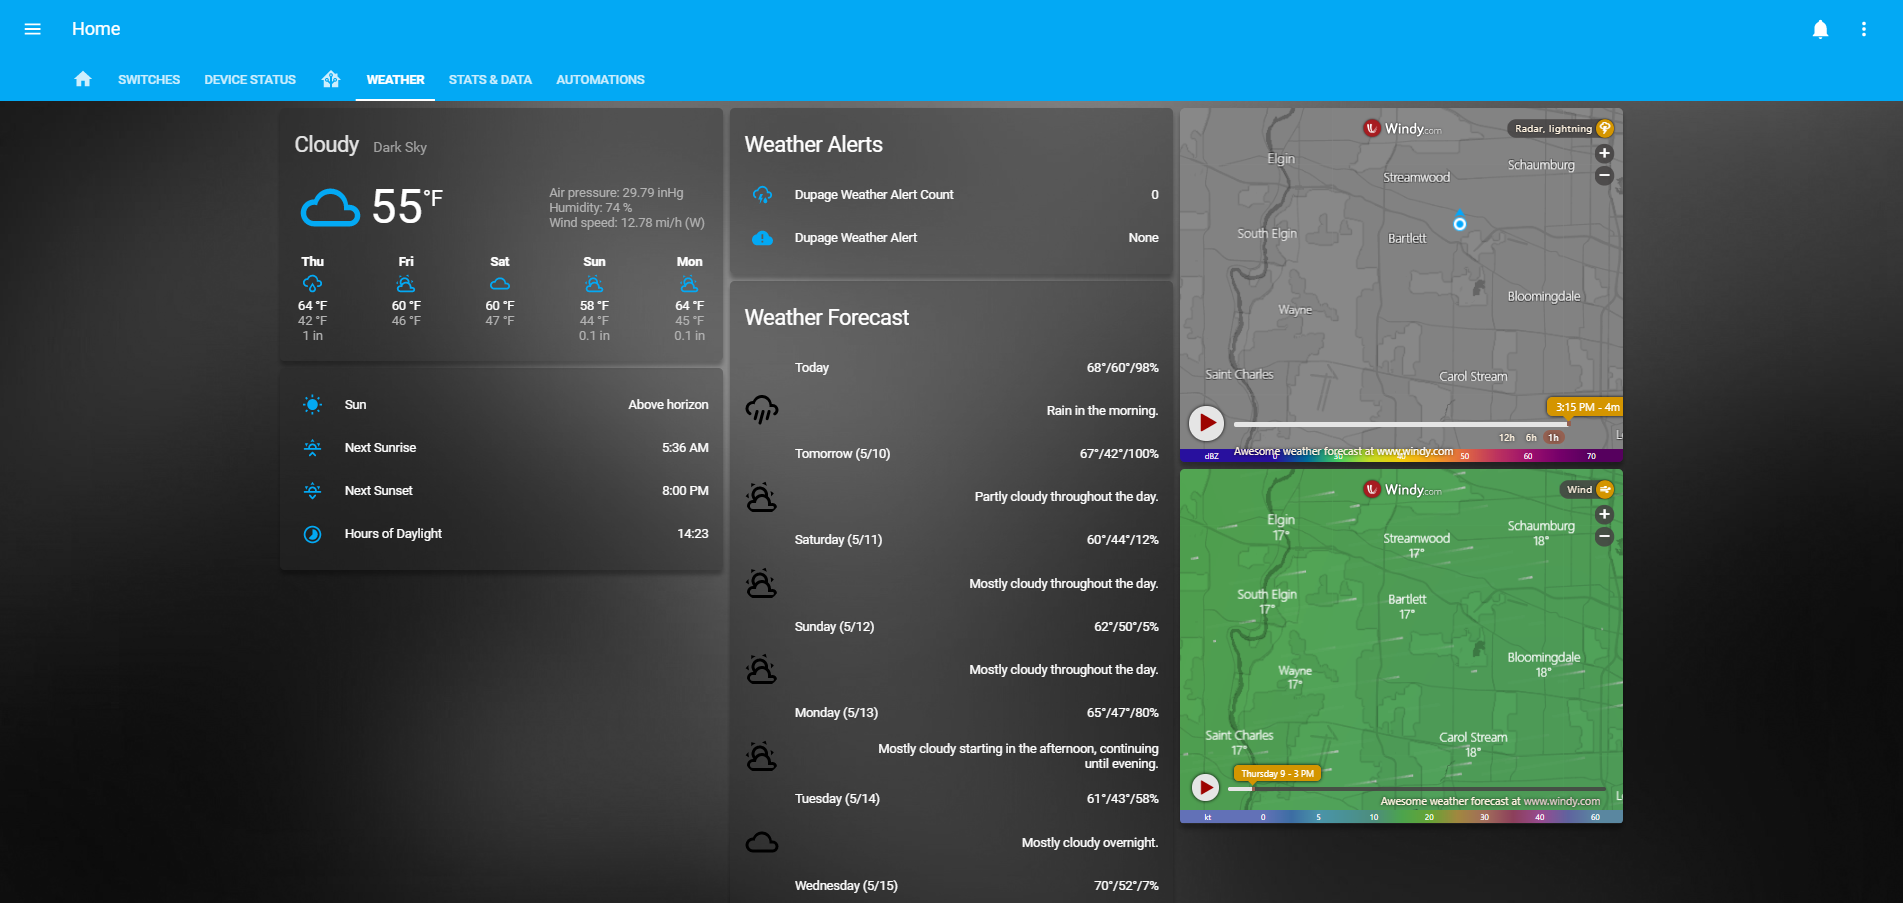 Home
SWITCHES
DEVICE STATUS
WEATHER
STATS & DATA
AUTOMATIONS
Cloudy Dark Sky
55 °F
Air pressure: 29.79 inHg
Humidity: 74 %
Wind speed: 12.78 mi/h (W)
Thu Fri Sat Sun Mon
64 °F 60 °F 60 °F 58 °F 64 °F
42 °F 46 °F 47 °F 44 °F 45 °F
1 in 0.1 in 0.1 in
Sun Above horizon
Next Sunrise 5:36 AM
Next Sunset 8:00 PM
Hours of Daylight 14:23
Weather Alerts
Dupage Weather Alert Count 0
Dupage Weather Alert None
Weather Forecast
Today 68°/60°/98%
Rain in the morning.
Tomorrow (5/10) 67°/42°/100%
Partly cloudy throughout the day.
Saturday (5/11) 60°/44°/12%
Mostly cloudy throughout the day.
Sunday (5/12) 62°/50°/5%
Mostly cloudy throughout the day.
Monday (5/13) 65°/47°/80%
Mostly cloudy starting in the afternoon, continuing
until evening.
Tuesday (5/14) 61°/43°/58%
Mostly cloudy overnight.
Wednesday (5/15) 70°/52°/7%
Windy.com
Radar, lightning
+
−
Elgin
Schaumburg
Streamwood
South Elgin
Bartlett
Bloomingdale
Wayne
Saint Charles
Carol Stream
3:15 PM - 4m
12h 6h 1h
Awesome weather forecast at www.windy.com
dBZ 0 30 40 50 60 70
Windy.com
Wind
+
−
Elgin
17°
Schaumburg
18°
Streamwood
17°
South Elgin
17°
Bartlett
17°
Bloomingdale
18°
Wayne
17°
Saint Charles
17°
Carol Stream
18°
Thursday 9 - 3 PM
Awesome weather forecast at www.windy.com
kt 0 5 10 20 30 40 60